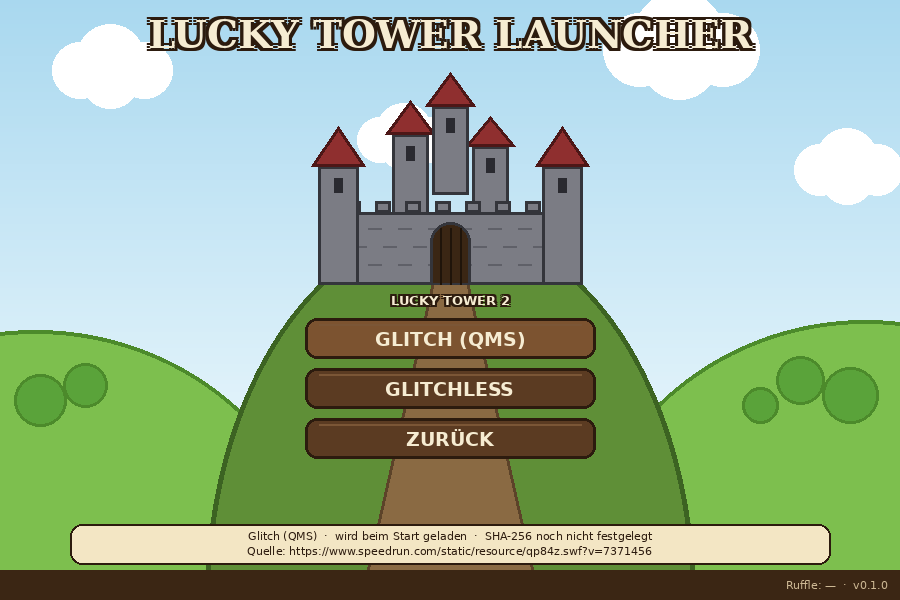 LUCKY TOWER LAUNCHER
LUCKY TOWER 2
GLITCH (QMS)
GLITCHLESS
ZURÜCK
Glitch (QMS) · wird beim Start geladen · SHA-256 noch nicht festgelegt
Quelle: https://www.speedrun.com/static/resource/qp84z.swf?v=7371456
Ruffle: — · v0.1.0